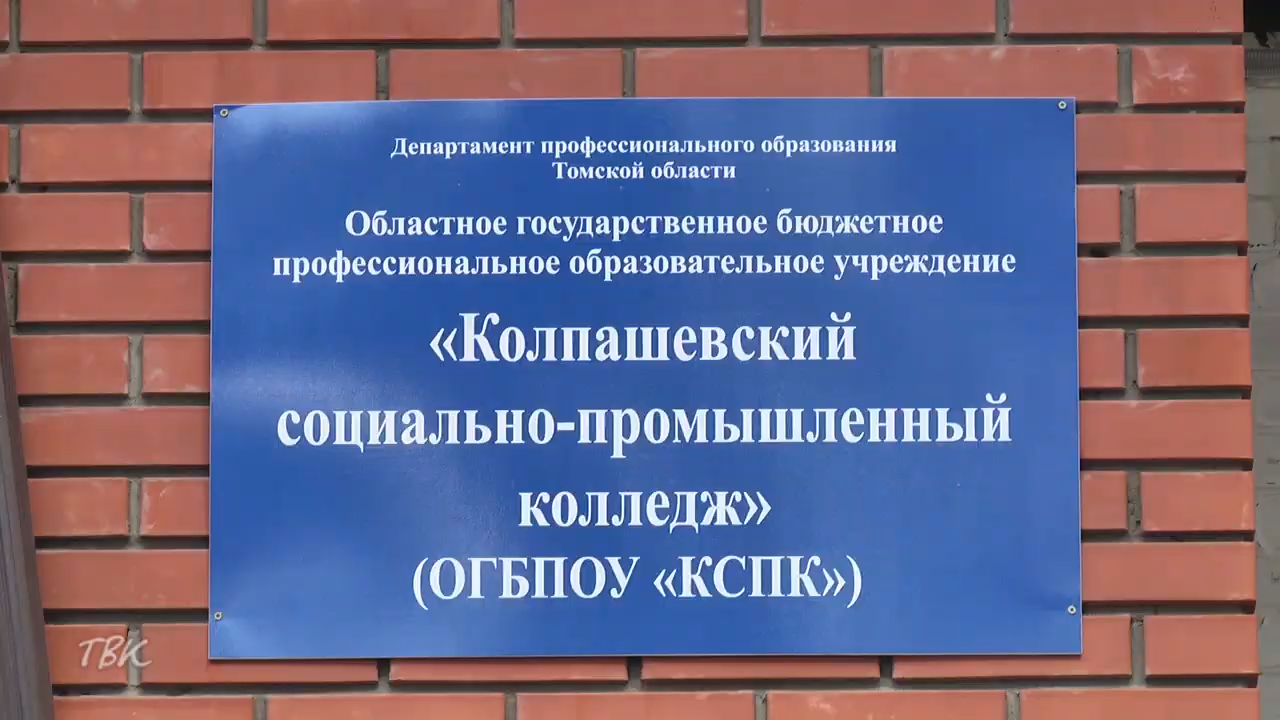 Департамент профессионального образования
Томской области
Областное государственное бюджетное
профессиональное образовательное учреждение
«Колпашевский
социально-промышленный
колледж»
(ОГБПОУ «КСПК»)
ТВК